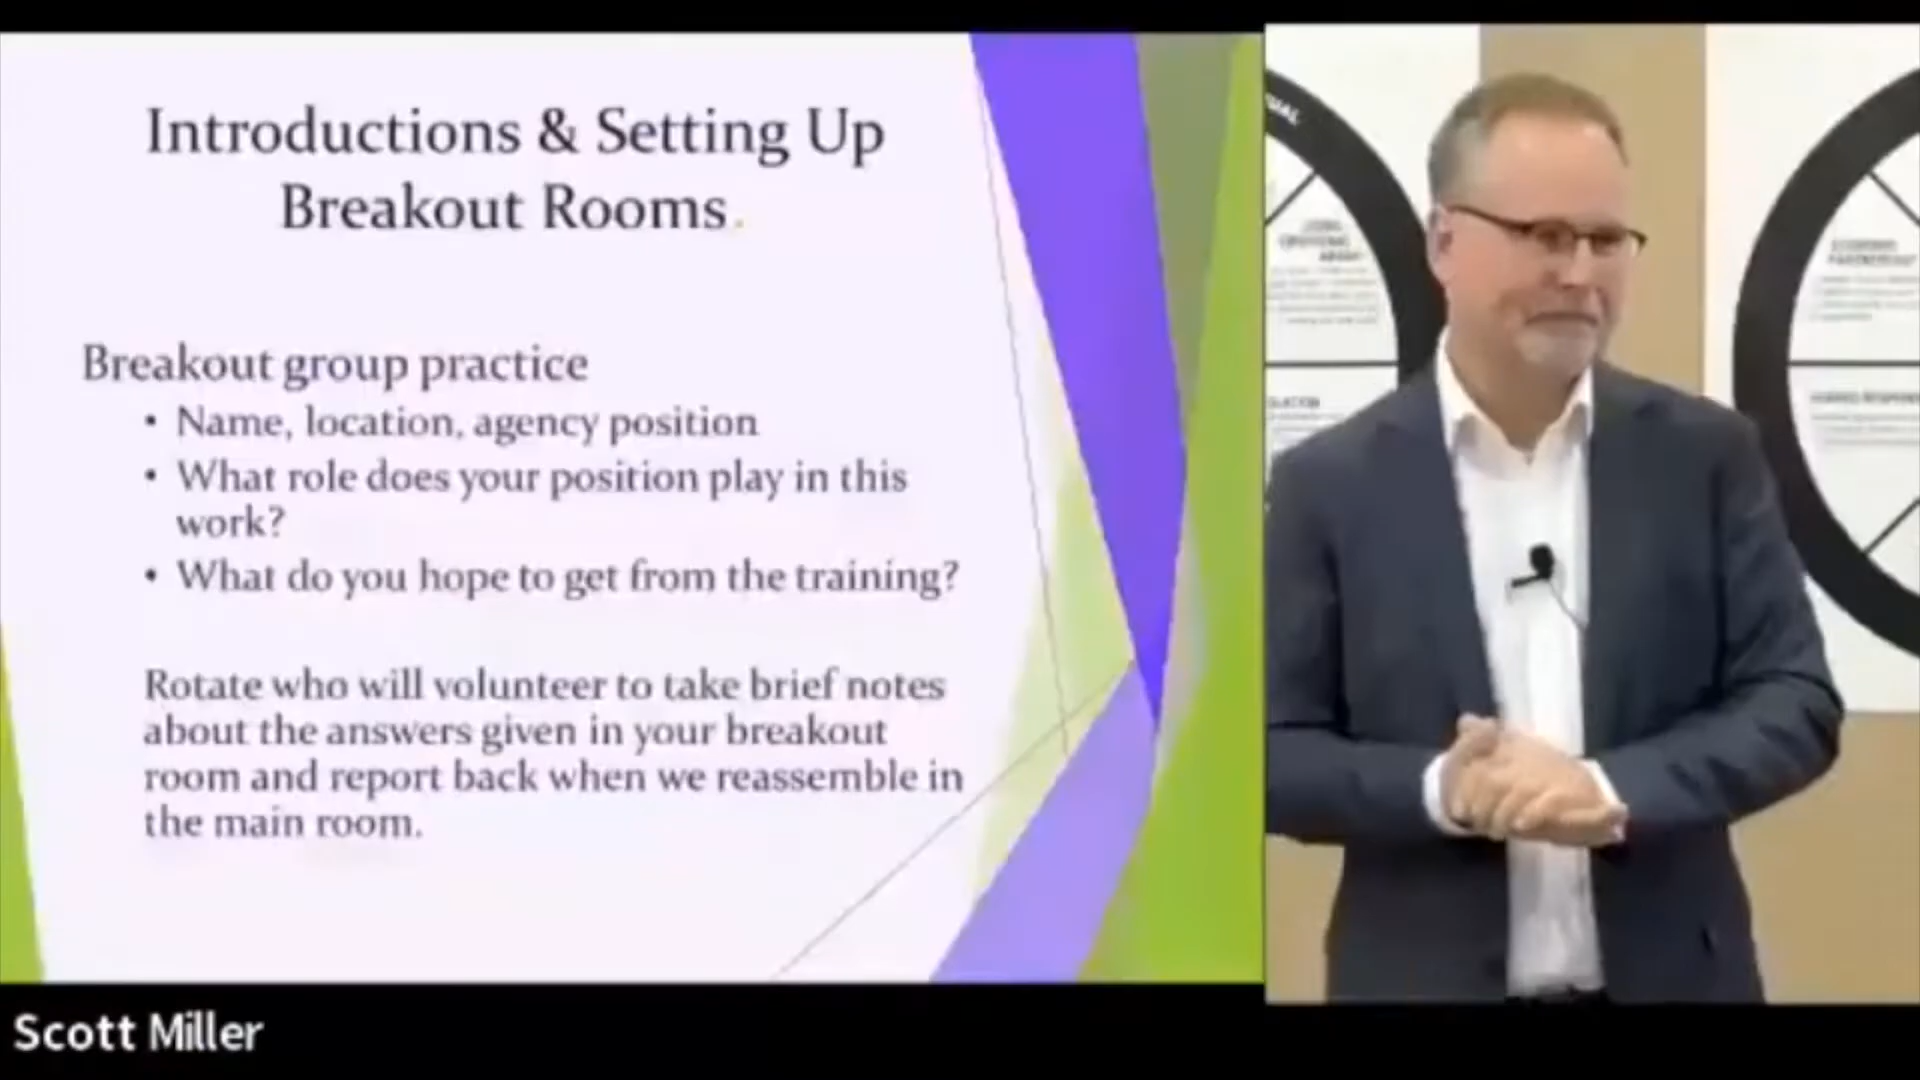 Introductions & Setting Up
Breakout Rooms.
Breakout group practice
• Name, location, agency position
• What role does your position play in this
work?
• What do you hope to get from the training?
Rotate who will volunteer to take brief notes
about the answers given in your breakout
room and report back when we reassemble in
the main room.
ECONOMIC
PARTNERSHIP
Scott Miller